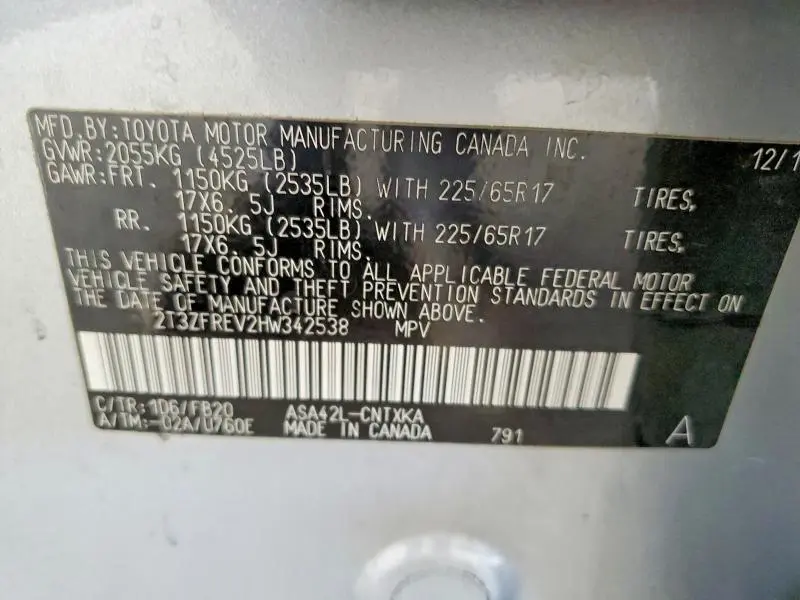 MFD. BY: TOYOTA MOTOR MANUFACTURING CANADA INC. 12/1
GVWR: 2055KG (4525LB)
GAWR: FRT. 1150KG (2535LB) WITH 225/65R17 TIRES,
17X6. 5J RIMS.
RR. 1150KG (2535LB) WITH 225/65R17 TIRES,
17X6. 5J RIMS.
THIS VEHICLE CONFORMS TO ALL APPLICABLE FEDERAL MOTOR
VEHICLE SAFETY AND THEFT PREVENTION STANDARDS IN EFFECT ON
THE DATE OF MANUFACTURE SHOWN ABOVE.
2T3ZFREV2HW342538 MPV
C/TR: 1D6/FB20 ASA42L-CNTXKA
A/TM:-02A/U760E MADE IN CANADA 791 A